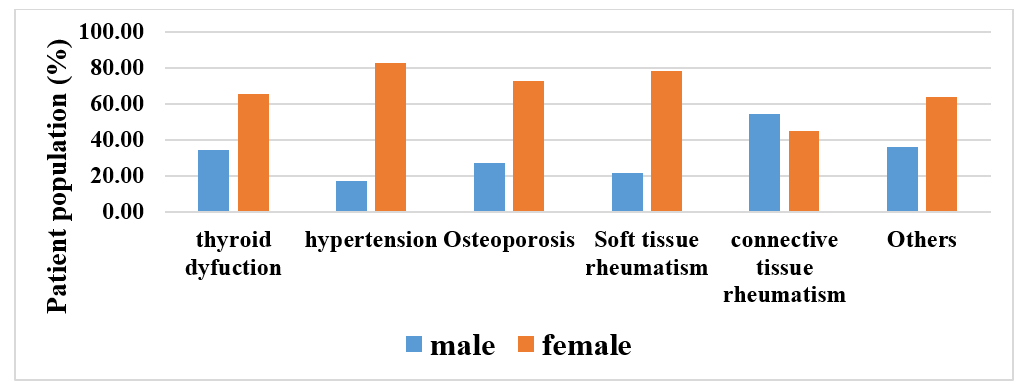 Patient population (%)
100.00
80.00
60.00
40.00
20.00
0.00
thyroid
dyfuction
hypertension
Osteoporosis
Soft tissue
rheumatism
connective
tissue
rheumatism
Others
male
female